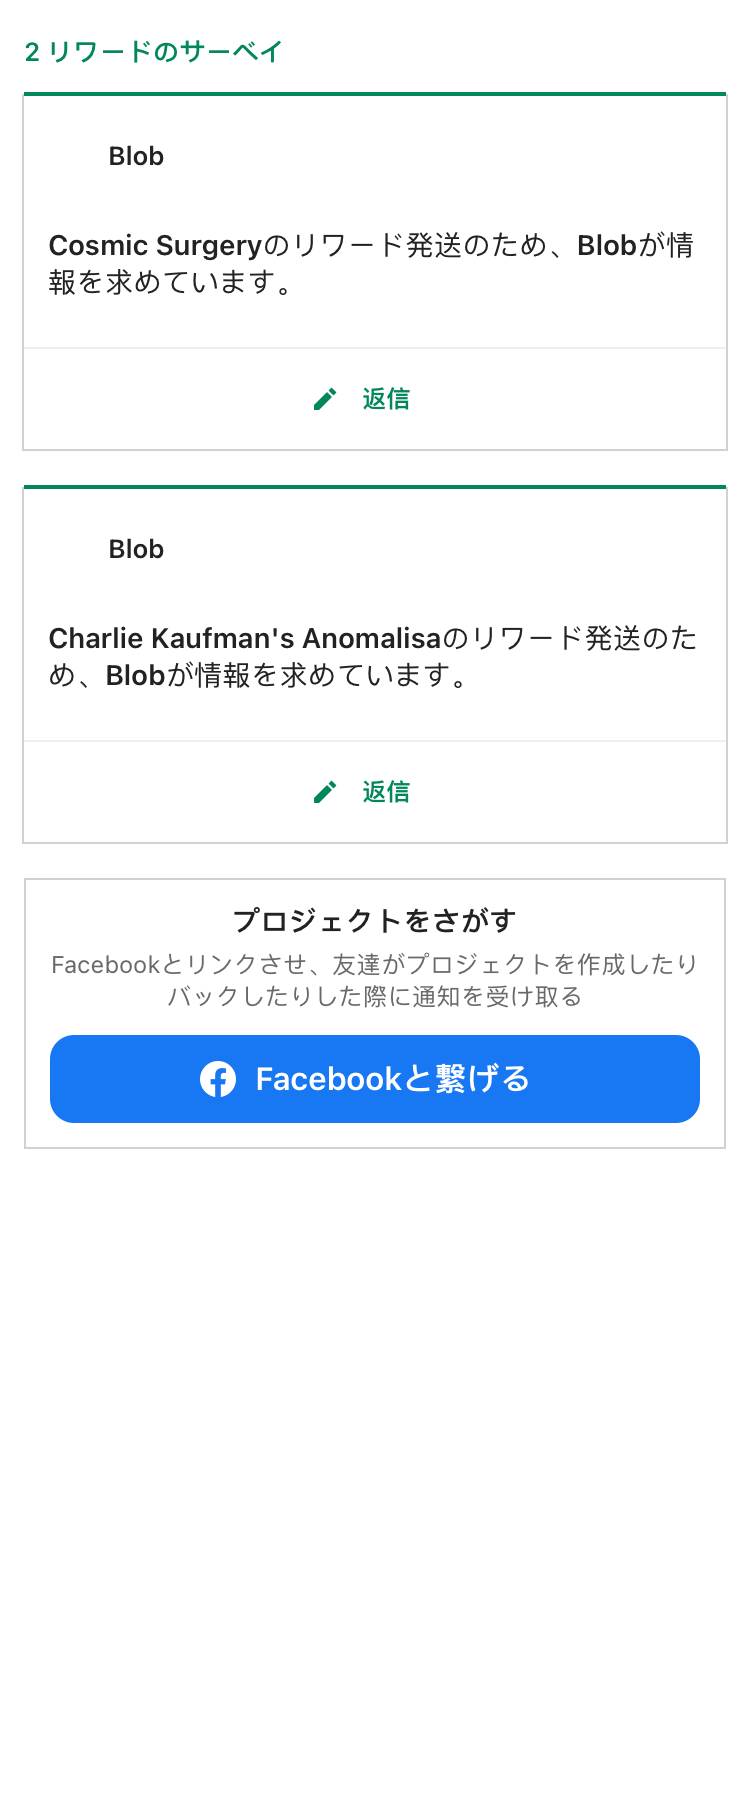 2 リワードのサーベイ
Blob
Cosmic Surgeryのリワード発送のため、Blobが情
報を求めています。
返信
Blob
Charlie Kaufman's Anomalisaのリワード発送のた
め、Blobが情報を求めています。
返信
プロジェクトをさがす
Facebookとリンクさせ、友達がプロジェクトを作成したり
バックしたりした際に通知を受け取る
Facebookと繋げる